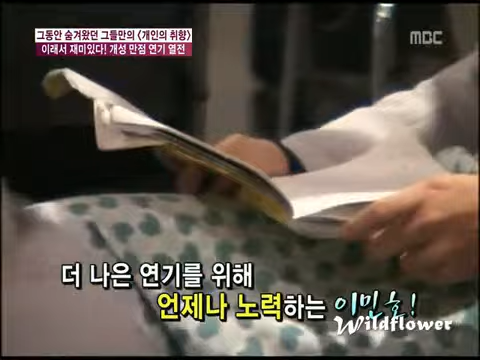 그동안 숨겨왔던 그들만의 <개인의 취향>
이래서 재미있다! 개성 만점 연기 열전
MBC
더 나은 연기를 위해
언제나 노력하는 이민호!
Wildflower